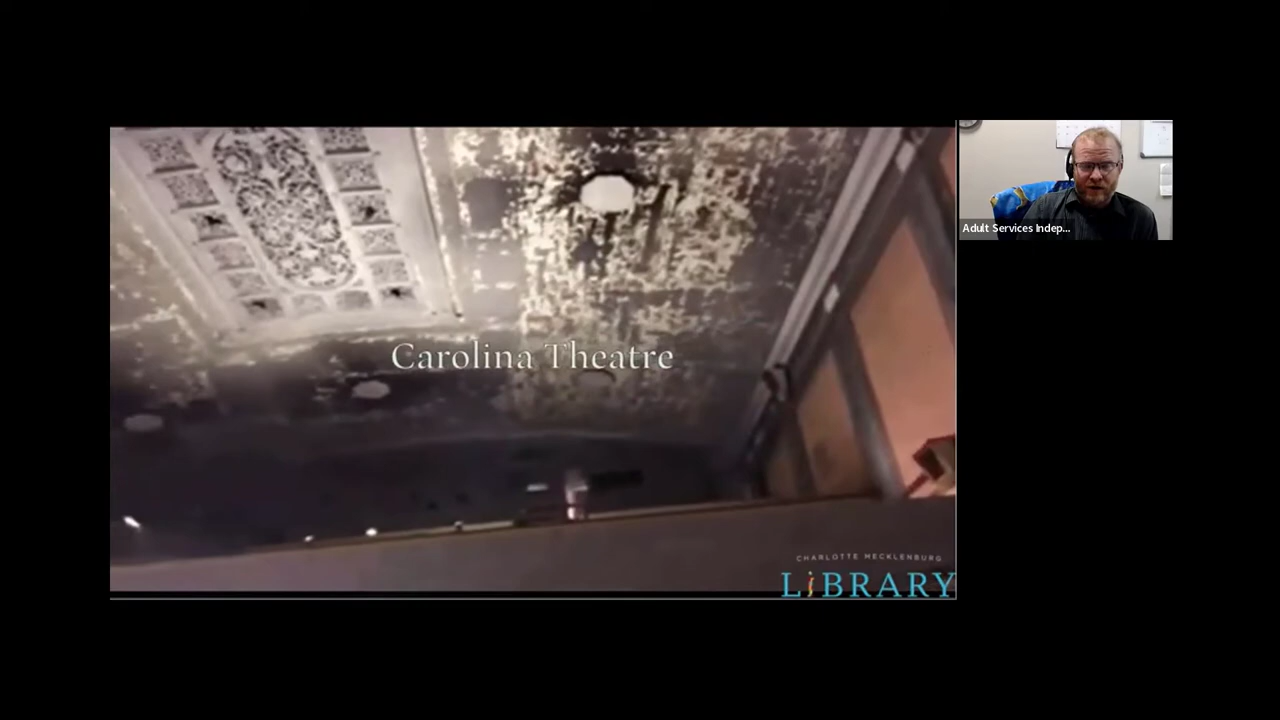 Adult Services Indep...
Carolina Theatre
CHARLOTTE MECKLENBURG
LiBRARY